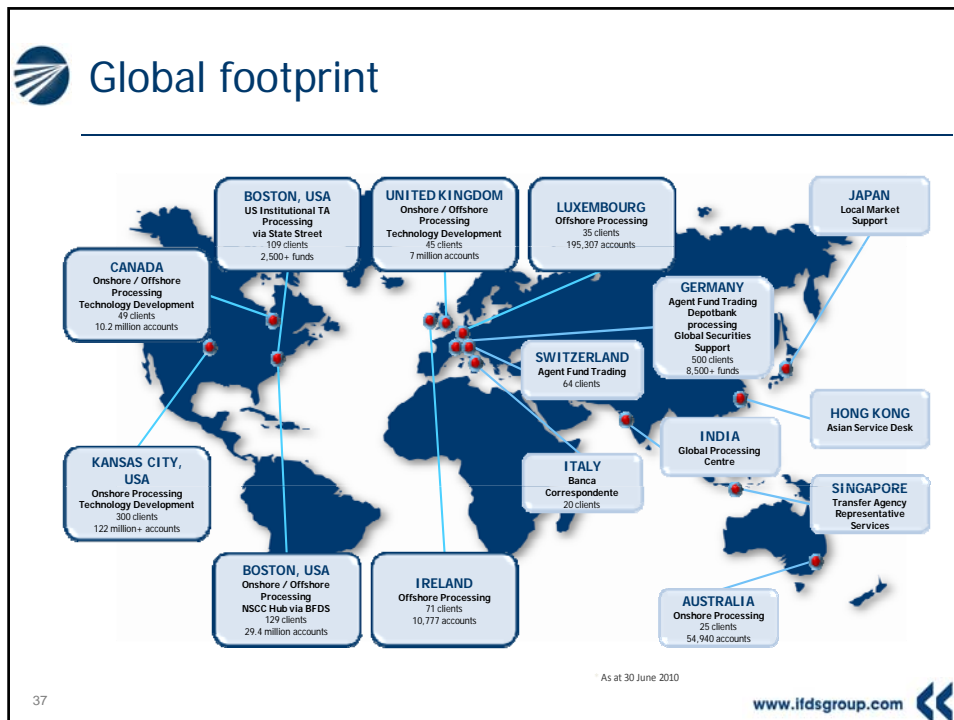 Global footprint
BOSTON, USA
US Institutional TA
Processing
via State Street
109 clients
2,500+ funds
UNITED KINGDOM
Onshore / Offshore
Processing
Technology Development
45 clients
7 million accounts
LUXEMBOURG
Offshore Processing
35 clients
195,307 accounts
JAPAN
Local Market
Support
CANADA
Onshore / Offshore
Processing
Technology Development
49 clients
10.2 million accounts
GERMANY
Agent Fund Trading
Depotbank
processing
Global Securities
Support
500 clients
8,500+ funds
SWITZERLAND
Agent Fund Trading
64 clients
HONG KONG
Asian Service Desk
INDIA
Global Processing
Centre
KANSAS CITY,
USA
Onshore Processing
Technology Development
300 clients
122 million+ accounts
ITALY
Banca
Correspondente
20 clients
SINGAPORE
Transfer Agency
Representative
Services
BOSTON, USA
Onshore / Offshore
Processing
NSCC Hub via BFDS
129 clients
29.4 million accounts
IRELAND
Offshore Processing
71 clients
10,777 accounts
AUSTRALIA
Onshore Processing
25 clients
54,940 accounts
As at 30 June 2010
37
www.ifdsgroup.com